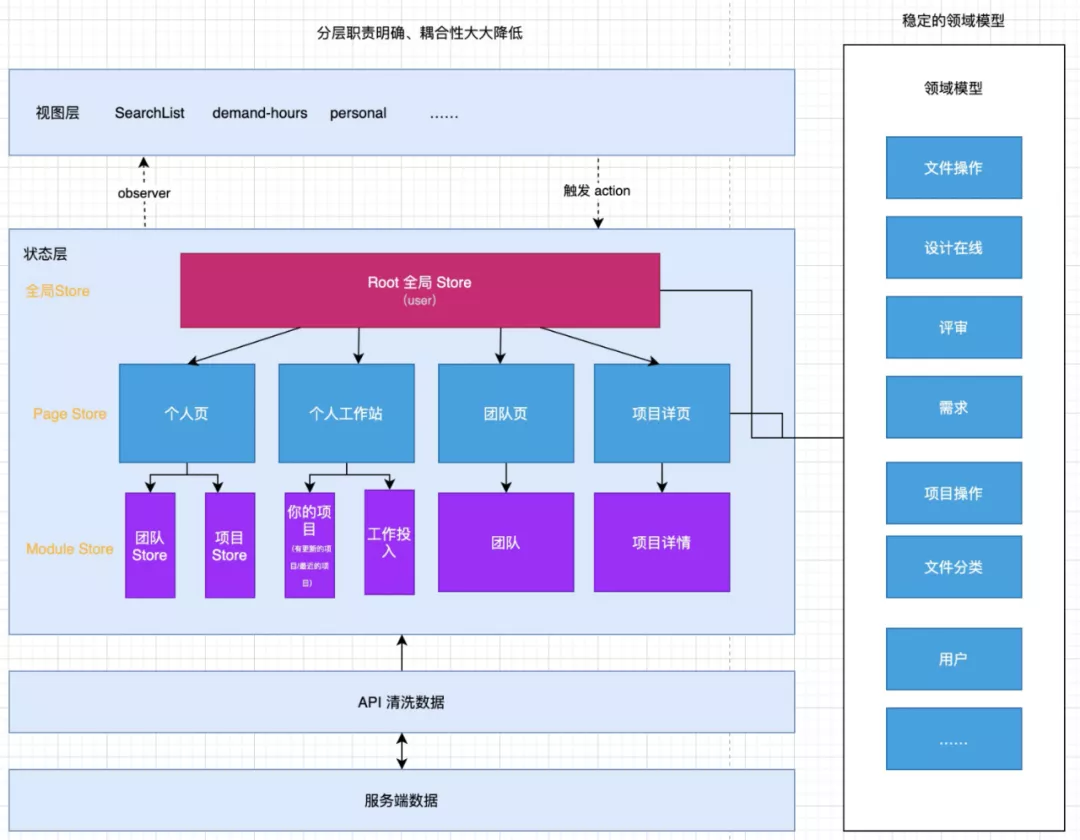 分层职责明确、耦合性大大降低
稳定的领域模型
视图层 SearchList demand-hours personal ……
observer
触发 action
状态层
全局Store
Root 全局 Store
(user)
Page Store
个人页
个人工作站
团队页
项目详页
Module Store
团队
Store
项目
Store
你的项
目
(有更新的项
目/最近的项
目)
工作投
入
团队
项目详情
API 清洗数据
服务端数据
领域模型
文件操作
设计在线
评审
需求
项目操作
文件分类
用户
……